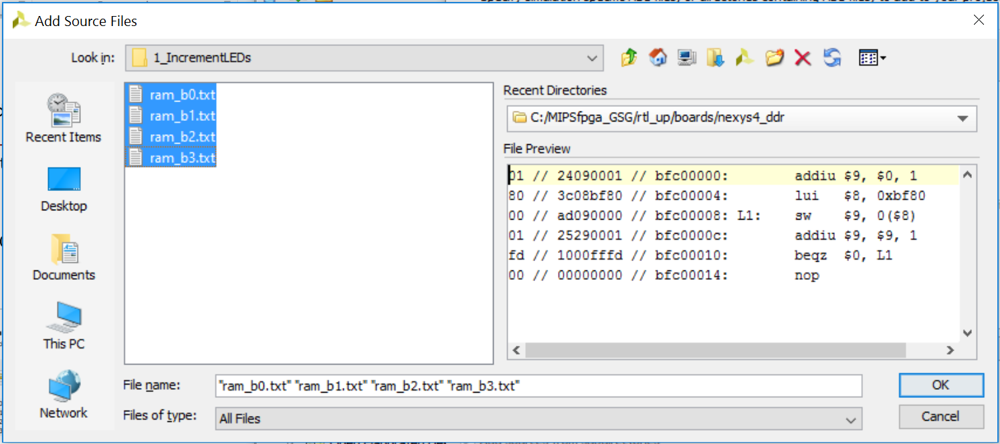 Add Source Files
Look in: 1_IncrementLEDs
Recent Items
Desktop
Documents
This PC
Network
ram_b0.txt
ram_b1.txt
ram_b2.txt
ram_b3.txt
Recent Directories
C:/MIPSfpga_GSG/rtl_up/boards/nexys4_ddr
File Preview
01 // 24090001 // bfc00000: addiu $9, $0, 1
80 // 3c08bf80 // bfc00004: lui $8, 0xbf80
00 // ad090000 // bfc00008: L1: sw $9, 0($8)
01 // 25290001 // bfc0000c: addiu $9, $9, 1
fd // 1000fffd // bfc00010: beqz $0, L1
00 // 00000000 // bfc00014: nop
File name: "ram_b0.txt" "ram_b1.txt" "ram_b2.txt" "ram_b3.txt"
OK
Files of type: All Files
Cancel